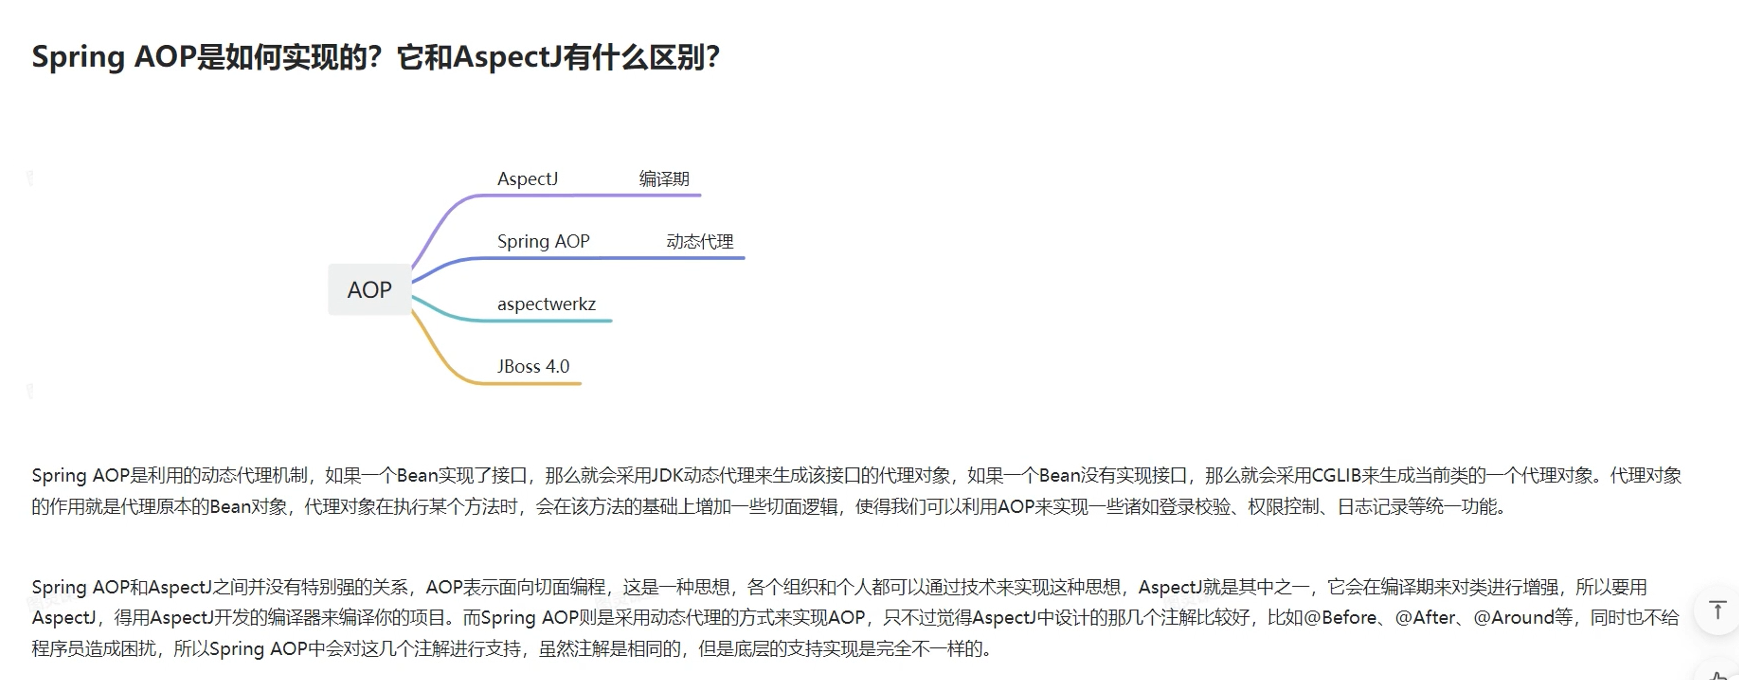 Spring AOP是如何实现的？它和AspectJ有什么区别？
AspectJ 编译期
Spring AOP 动态代理
AOP
aspectwerkz
JBoss 4.0
Spring AOP是利用的动态代理机制，如果一个Bean实现了接口，那么就会采用JDK动态代理来生成该接口的代理对象，如果一个Bean没有实现接口，那么就会采用CGLIB来生成当前类的一个代理对象。代理对象
的作用就是代理原本的Bean对象，代理对象在执行某个方法时，会在该方法的基础上增加一些切面逻辑，使得我们可以利用AOP来实现一些诸如登录校验、权限控制、日志记录等统一功能。
Spring AOP和AspectJ之间并没有特别强的关系，AOP表示面向切面编程，这是一种思想，各个组织和个人都可以通过技术来实现这种思想，AspectJ就是其中之一，它会在编译期来对类进行增强，所以要用
AspectJ，得用AspectJ开发的编译器来编译你的项目。而Spring AOP则是采用动态代理的方式来实现AOP，只不过觉得AspectJ中设计的那几个注解比较好，比如@Before、@After、@Around等，同时也不给
程序员造成困扰，所以Spring AOP中会对这几个注解进行支持，虽然注解是相同的，但是底层的支持实现是完全不一样的。